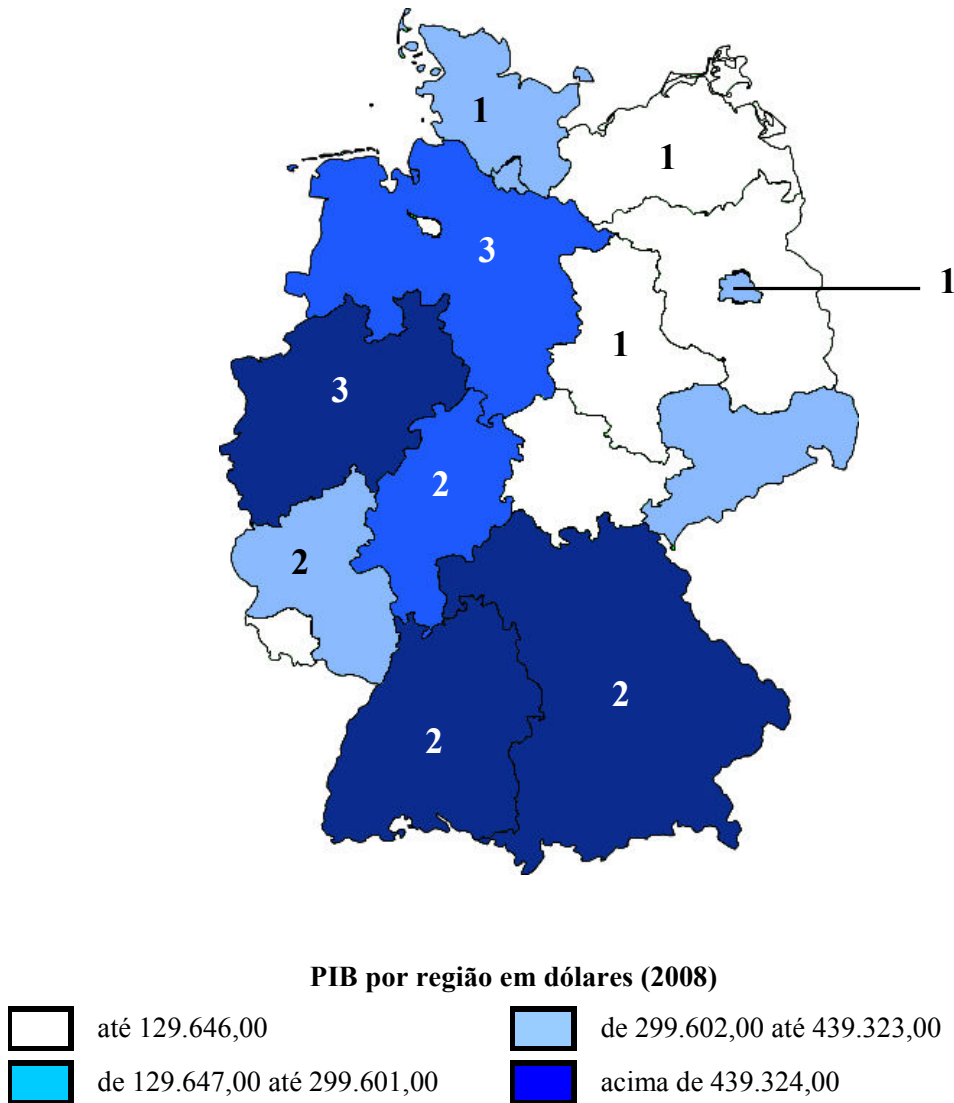 1
1
3
1
1
3
2
2
2
2
PIB por região em dólares (2008)
até 129.646,00
de 299.602,00 até 439.323,00
de 129.647,00 até 299.601,00
acima de 439.324,00